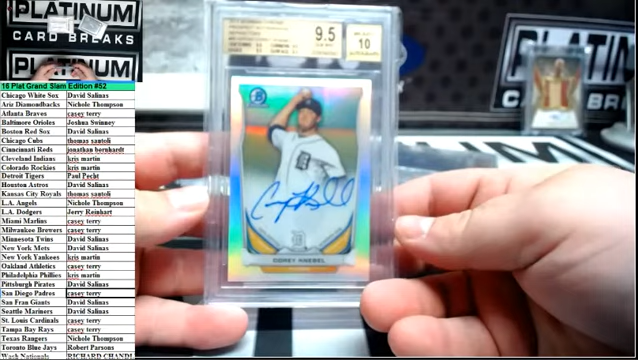 PLATINUM
CARD BREAKS
16 Plat Grand Slam Edition #52
Chicago White Sox David Salinas
Ariz Diamondbacks Nichole Thompson
Atlanta Braves casey terry
Baltimore Orioles Joshua Swinney
Boston Red Sox David Salinas
Chicago Cubs thomas santoli
Cincinnati Reds jonathan bernhardt
Cleveland Indians kris martin
Colorado Rockies kris martin
Detroit Tigers Paul Pecht
Houston Astros David Salinas
Kansas City Royals thomas santoli
L.A. Angels Nichole Thompson
L.A. Dodgers Jerry Reinhart
Miami Marlins casey terry
Milwaukee Brewers casey terry
Minnesota Twins David Salinas
New York Mets David Salinas
New York Yankees kris martin
Oakland Athletics casey terry
Philadelphia Phillies kris martin
Pittsburgh Pirates David Salinas
San Diego Padres casey terry
San Fran Giants David Salinas
Seattle Mariners David Salinas
St. Louis Cardinals casey terry
Tampa Bay Rays casey terry
Texas Rangers Nichole Thompson
Toronto Blue Jays Robert Parsons
Wash Nationals RICHARD CHANDL
9.5
10
B
D
COREY KNEBEL
PLATIN